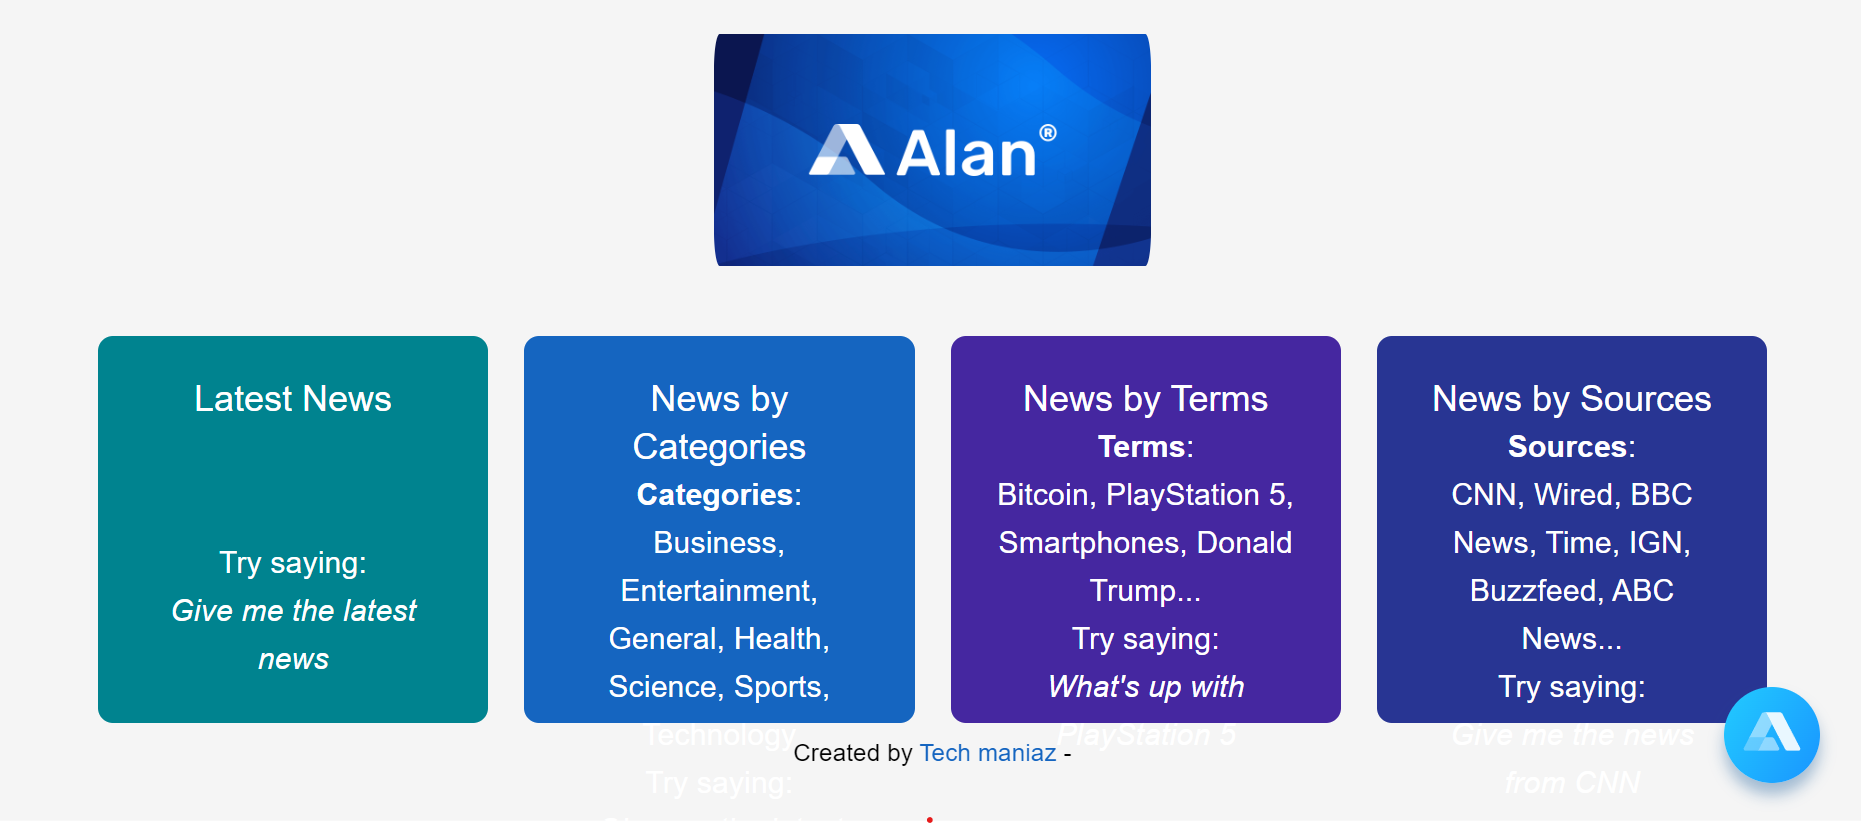 Alan®
Latest News
Try saying:
Give me the latest
news
News by
Categories
Categories:
Business,
Entertainment,
General, Health,
Science, Sports,
Technology
Try saying:
News by Terms
Terms:
Bitcoin, PlayStation 5,
Smartphones, Donald
Trump...
Try saying:
What's up with
PlayStation 5
News by Sources
Sources:
CNN, Wired, BBC
News, Time, IGN,
Buzzfeed, ABC
News...
Try saying:
Give me the news
from CNN
Created by Tech maniaz -